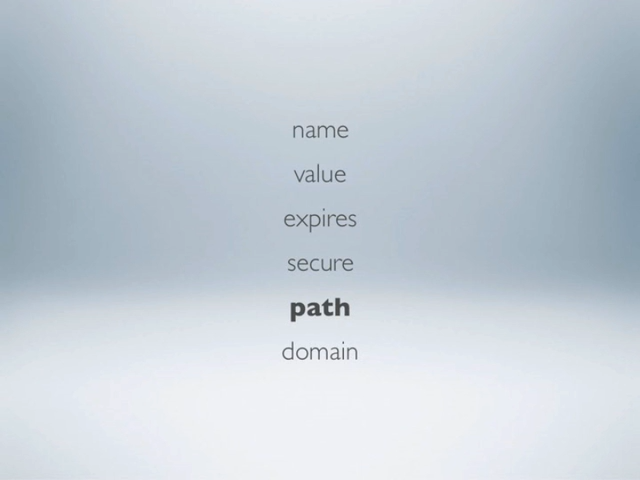 name
value
expires
secure
path
domain